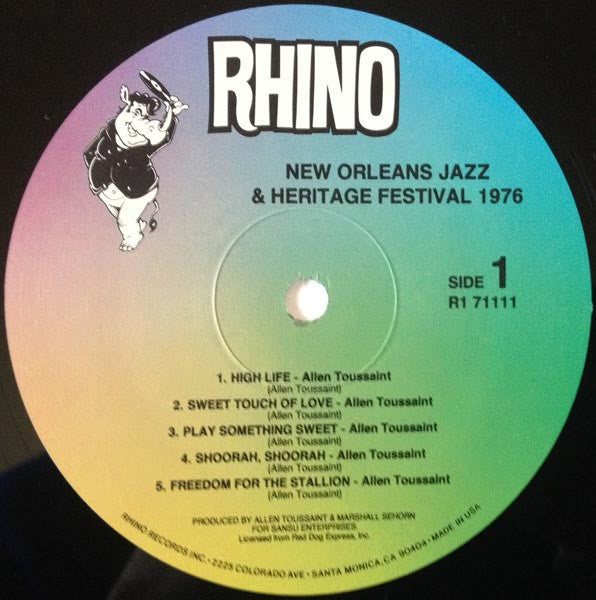 RHINO
NEW ORLEANS JAZZ
& HERITAGE FESTIVAL 1976
SIDE 1
R1 71111
1. HIGH LIFE - Allen Toussaint
(Allen Toussaint)
2. SWEET TOUCH OF LOVE - Allen Toussaint
(Allen Toussaint)
3. PLAY SOMETHING SWEET - Allen Toussaint
(Allen Toussaint)
4. SHOORAH, SHOORAH - Allen Toussaint
(Allen Toussaint)
5. FREEDOM FOR THE STALLION - Allen Toussaint
(Allen Toussaint)
PRODUCED BY ALLEN TOUSSAINT & MARSHALL SEHORN
FOR SANSU ENTERPRISES
Licensed from Red Dog Express, Inc.
RHINO RECORDS INC. • 2225 COLORADO AVE • SANTA MONICA, CA 90404 • MADE IN USA